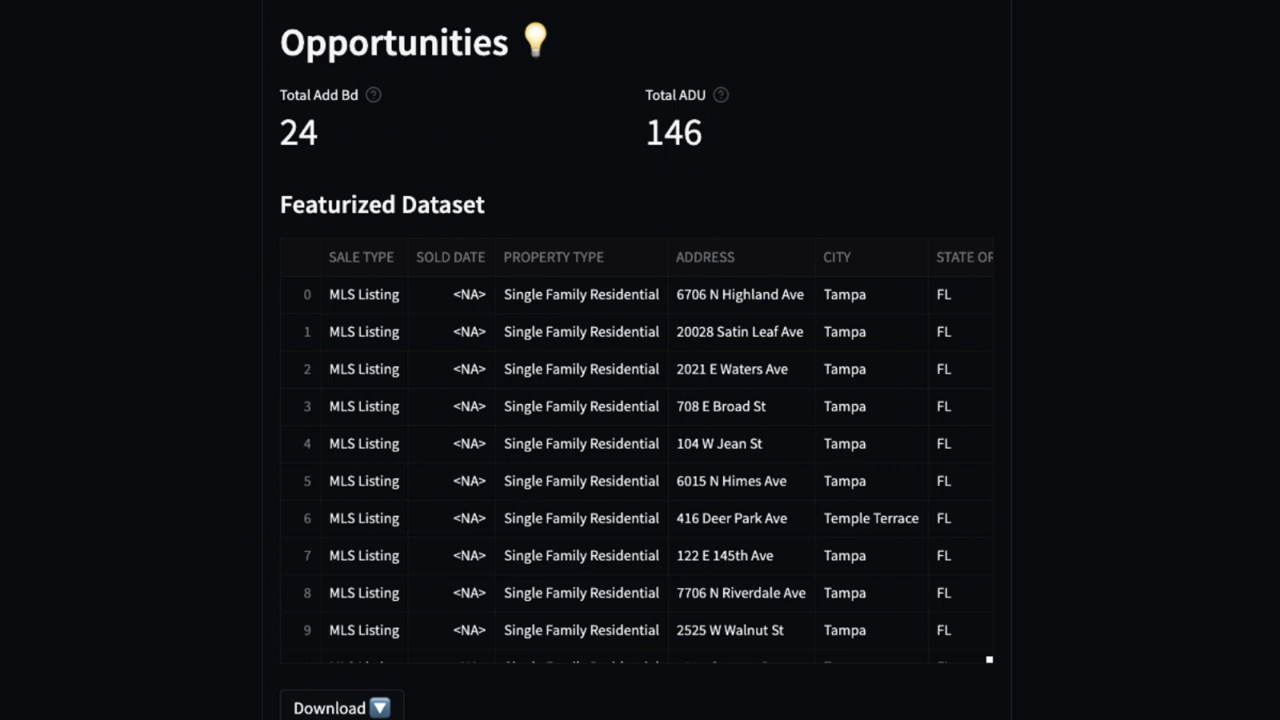 Opportunities 💡
Total Add Bd
Total ADU
24
146
Featurized Dataset
SALE TYPE SOLD DATE PROPERTY TYPE ADDRESS CITY STATE OR
0 MLS Listing <NA> Single Family Residential 6706 N Highland Ave Tampa FL
1 MLS Listing <NA> Single Family Residential 20028 Satin Leaf Ave Tampa FL
2 MLS Listing <NA> Single Family Residential 2021 E Waters Ave Tampa FL
3 MLS Listing <NA> Single Family Residential 708 E Broad St Tampa FL
4 MLS Listing <NA> Single Family Residential 104 W Jean St Tampa FL
5 MLS Listing <NA> Single Family Residential 6015 N Himes Ave Tampa FL
6 MLS Listing <NA> Single Family Residential 416 Deer Park Ave Temple Terrace FL
7 MLS Listing <NA> Single Family Residential 122 E 145th Ave Tampa FL
8 MLS Listing <NA> Single Family Residential 7706 N Riverdale Ave Tampa FL
9 MLS Listing <NA> Single Family Residential 2525 W Walnut St Tampa FL
Download 🔽